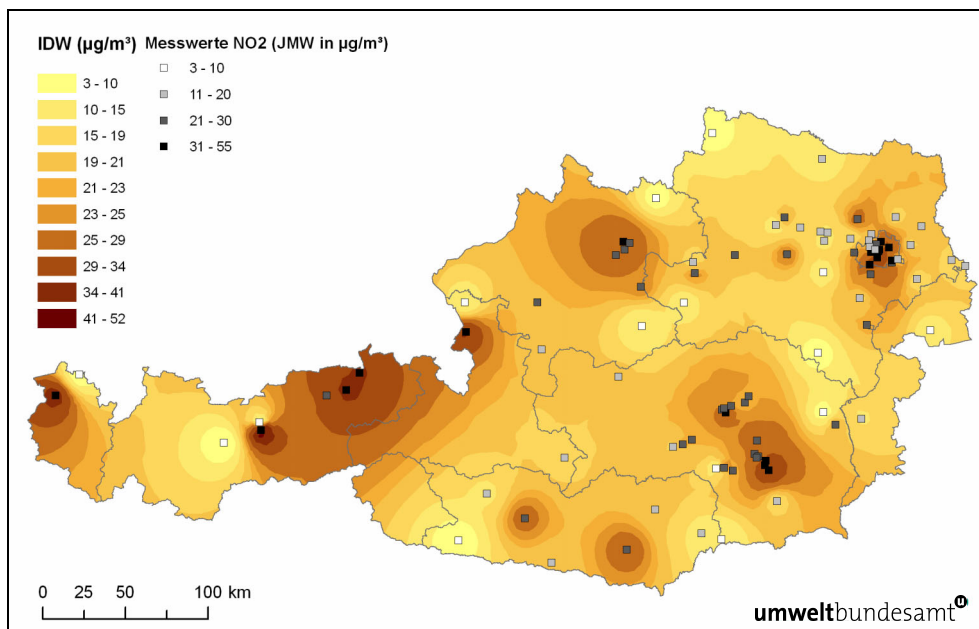 IDW (µg/m³) Messwerte NO2 (JMW in µg/m³)
3 - 10
10 - 15
15 - 19
19 - 21
21 - 23
23 - 25
25 - 29
29 - 34
34 - 41
41 - 52
3 - 10
11 - 20
21 - 30
31 - 55
0 25 50 100 km
umweltbundesamt u